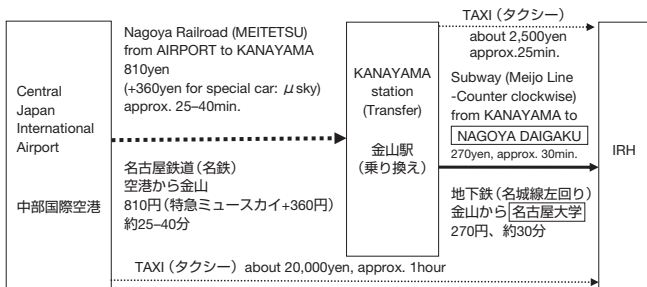 Central
Japan
International
Airport
中部国際空港
Nagoya Railroad (MEITETSU)
from AIRPORT to KANAYAMA
810yen
(+360yen for special car: μsky)
approx. 25–40min.
名古屋鉄道（名鉄）
空港から金山
810円（特急ミュースカイ+360円）
約25–40分
KANAYAMA
station
(Transfer)
金山駅
（乗り換え）
TAXI（タクシー）
about 2,500yen
approx.25min.
Subway (Meijo Line
-Counter clockwise)
from KANAYAMA to
NAGOYA DAIGAKU
270yen, approx. 30min.
地下鉄（名城線左回り）
金山から名古屋大学
270円、約30分
IRH
TAXI（タクシー）about 20,000yen, approx. 1hour